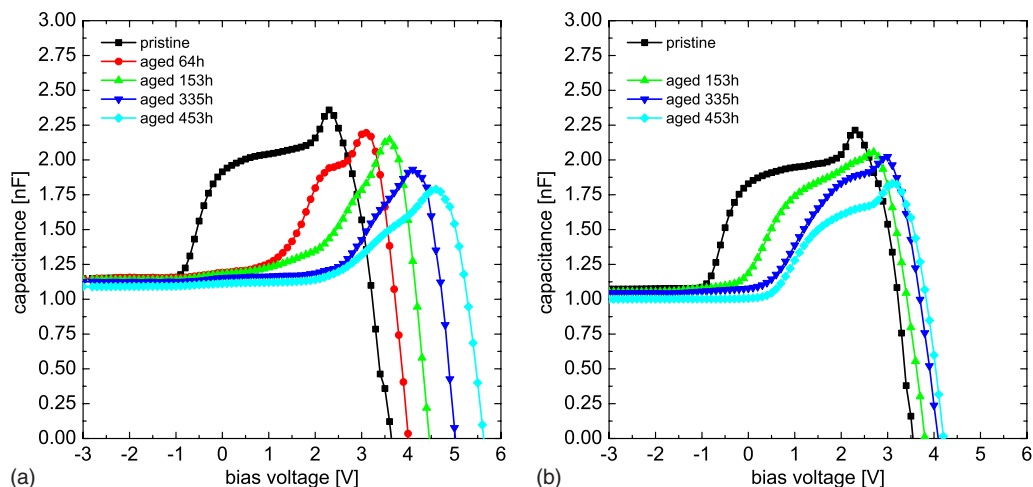 3.00
2.75
2.50
2.25
2.00
1.75
1.50
1.25
1.00
0.75
0.50
0.25
0.00
capacitance [nF]
pristine
aged 64h
aged 153h
aged 335h
aged 453h
-3 -2 -1 0 1 2 3 4 5 6
bias voltage [V]
(a)
3.00
2.75
2.50
2.25
2.00
1.75
1.50
1.25
1.00
0.75
0.50
0.25
0.00
capacitance [nF]
pristine
aged 153h
aged 335h
aged 453h
-3 -2 -1 0 1 2 3 4 5 6
bias voltage [V]
(b)